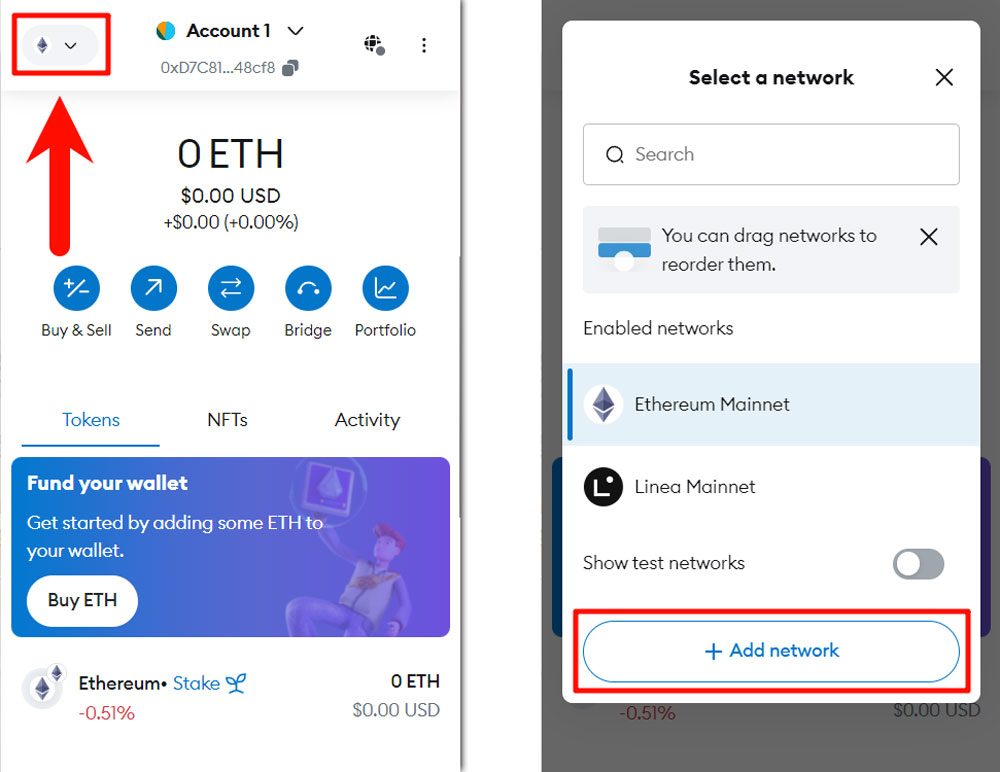 Account 1
0xD7C81...48cf8
0 ETH
$0.00 USD
+$0.00 (+0.00%)
Buy & Sell
Send
Swap
Bridge
Portfolio
Tokens
NFTs
Activity
Fund your wallet
Get started by adding some ETH to
your wallet.
Buy ETH
Ethereum• Stake
0 ETH
-0.51%
$0.00 USD
Select a network
Search
You can drag networks to
reorder them.
Enabled networks
Ethereum Mainnet
L Linea Mainnet
Show test networks
+ Add network
-0.51%
$0.00 USD